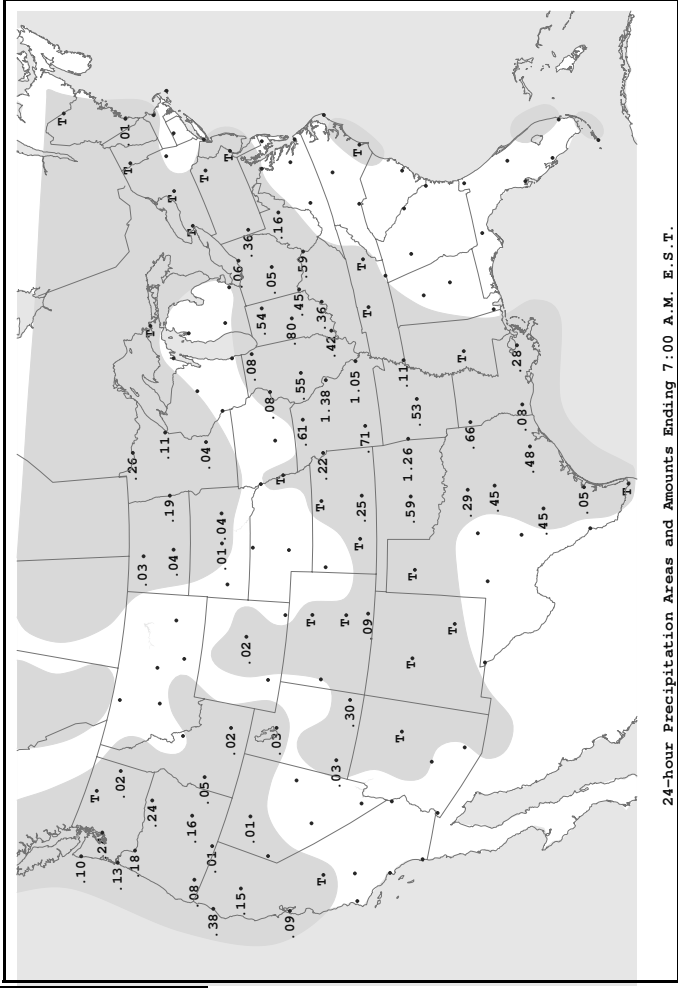 T
.10
T
.22
.13
.02
.01
T
.26
.18
.03
T
.24
.11
.19
.04
T
.16
T
.08
.05
T
.04
.01
.38
.01 .04
T
.02
.06
.15
.02
.36
.01
.08
.54
.08
.05
.03
.16
T
.09
.80
.45
.55
.61
.59
T
T
.36
T
.22
1.38
.42
.03
T
.30
1.05
T
T
.25
T
.71
T
.09
T
.11
1.26
.59
T
T
.53
T
T
.29
.66
.45
.28
.08
.48
.45
.05
T
24-hour Precipitation Areas and Amounts Ending 7:00 A.M. E.S.T.